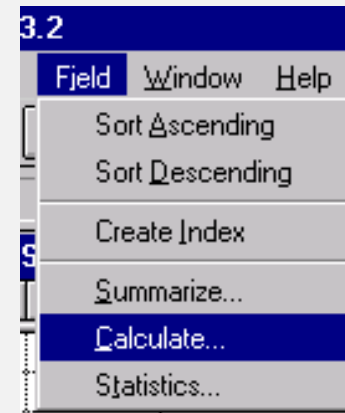 3.2
Field Window Help
Sort Ascending
Sort Descending
Create Index
Summarize...
Calculate...
Statistics...